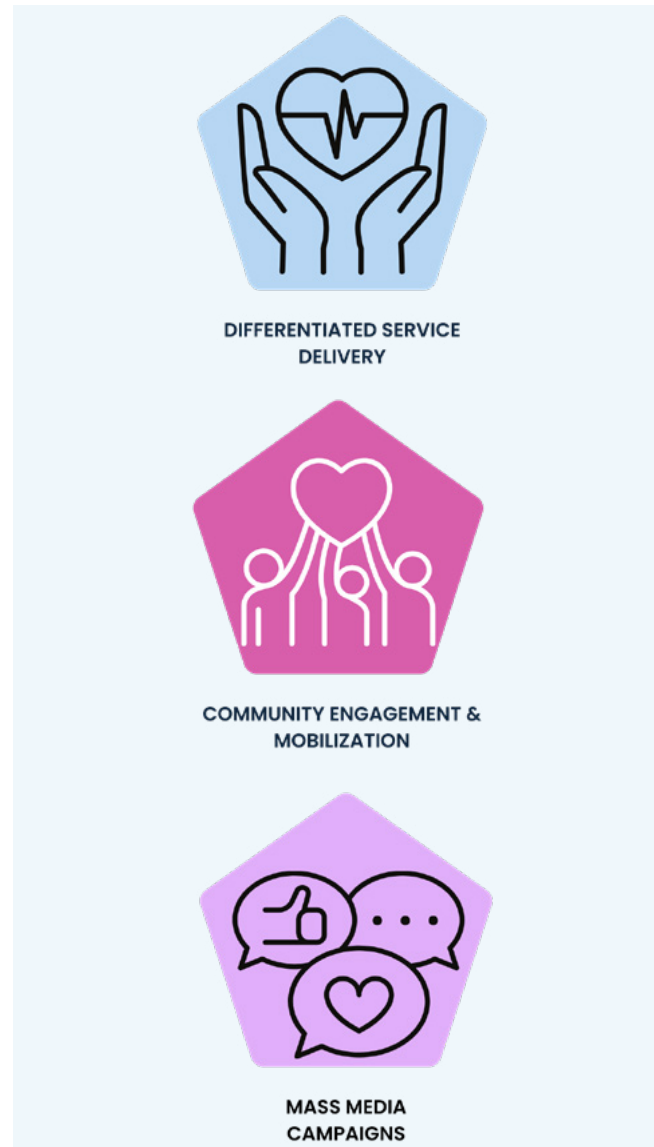 DIFFERENTIATED SERVICE
DELIVERY
COMMUNITY ENGAGEMENT &
MOBILIZATION
MASS MEDIA
CAMPAIGNS